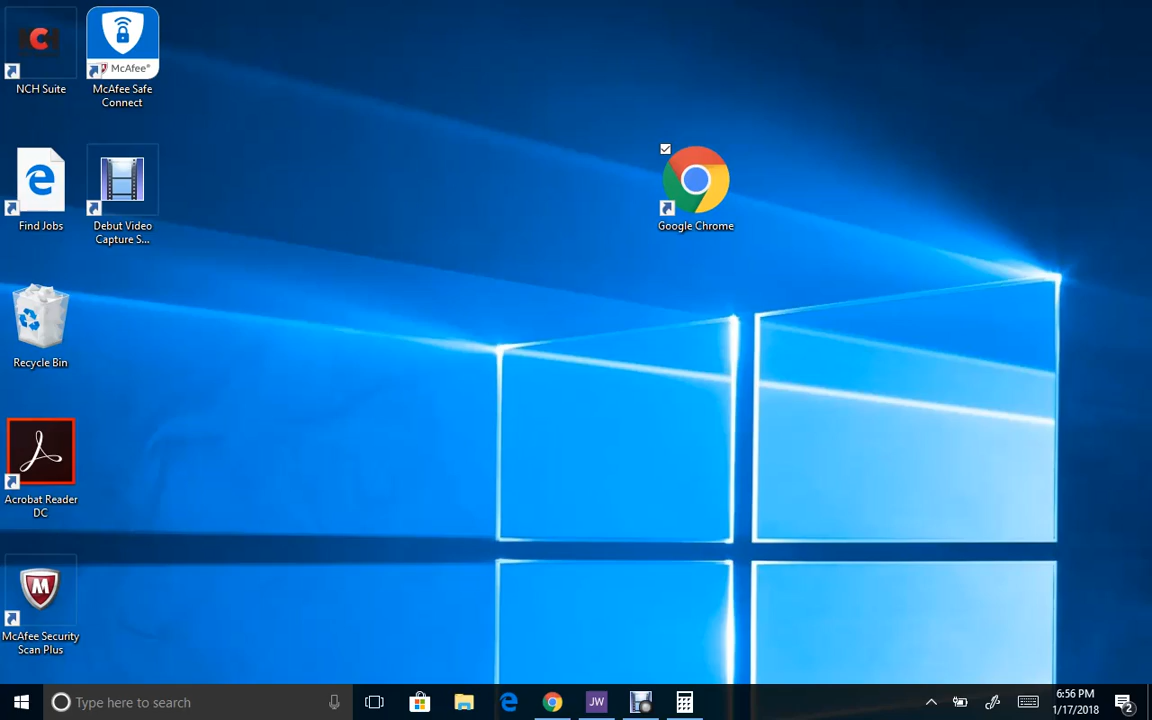 NCH Suite
McAfee®
McAfee Safe
Connect
Find Jobs
Debut Video
Capture S...
Google Chrome
Recycle Bin
Acrobat Reader
DC
McAfee Security
Scan Plus
Type here to search
JW
6:56 PM
1/17/2018
2